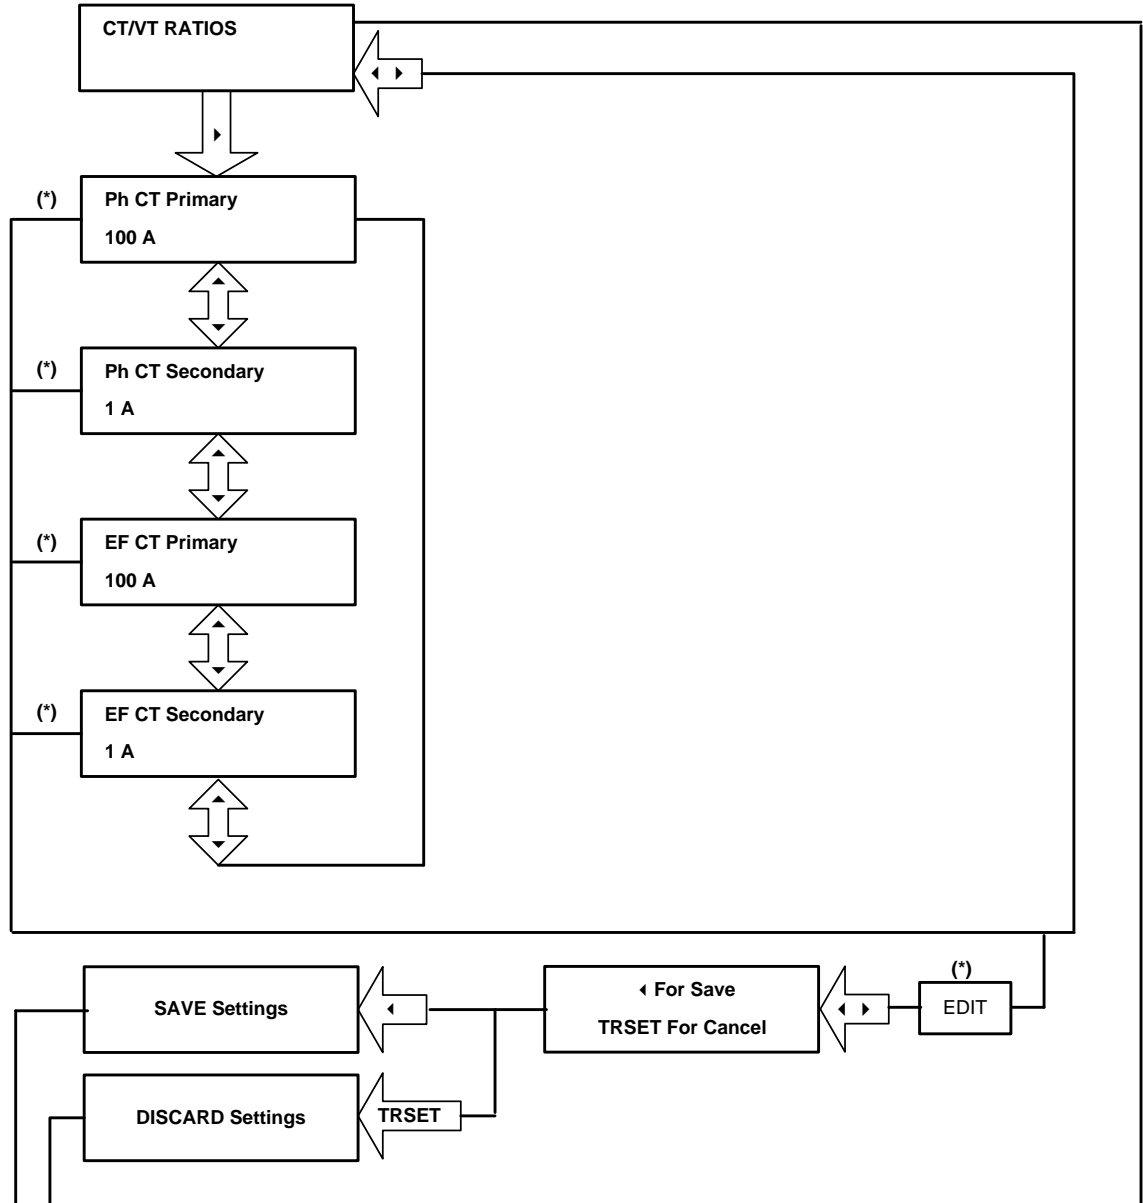 CT/VT RATIOS
(*)
Ph CT Primary
100 A
(*)
Ph CT Secondary
1 A
(*)
EF CT Primary
100 A
(*)
EF CT Secondary
1 A
SAVE Settings
For Save
TRSET For Cancel
(*)
EDIT
DISCARD Settings
TRSET